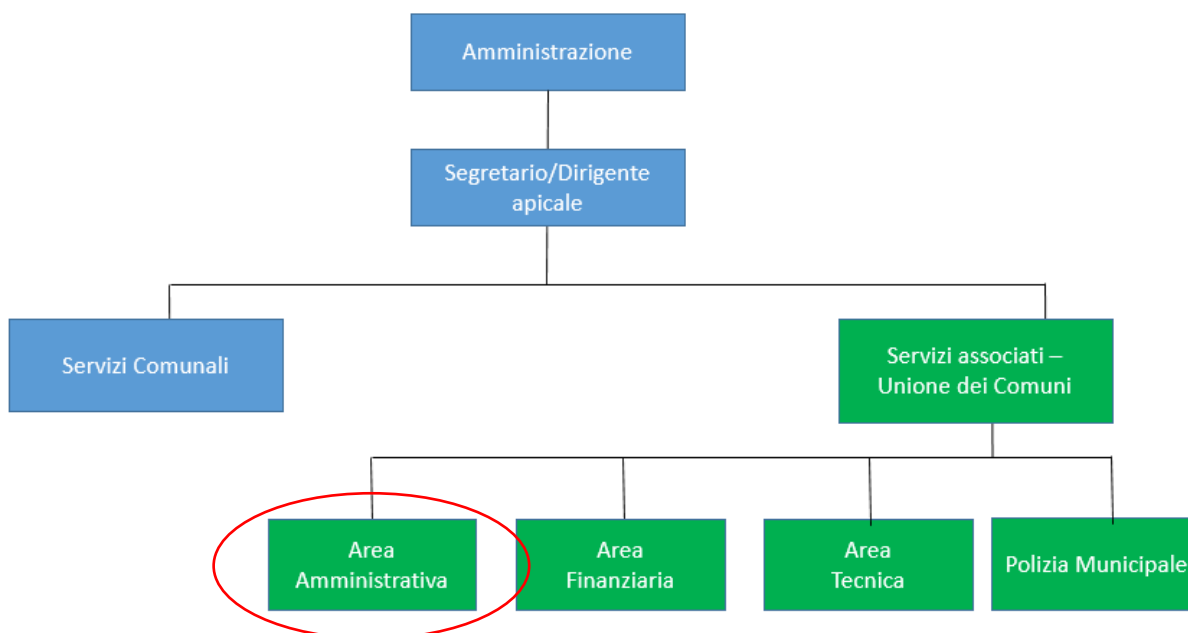 Amministrazione
Segretario/Dirigente
apicale
Servizi Comunali
Servizi associati –
Unione dei Comuni
Area
Amministrativa
Area
Finanziaria
Area
Tecnica
Polizia Municipale